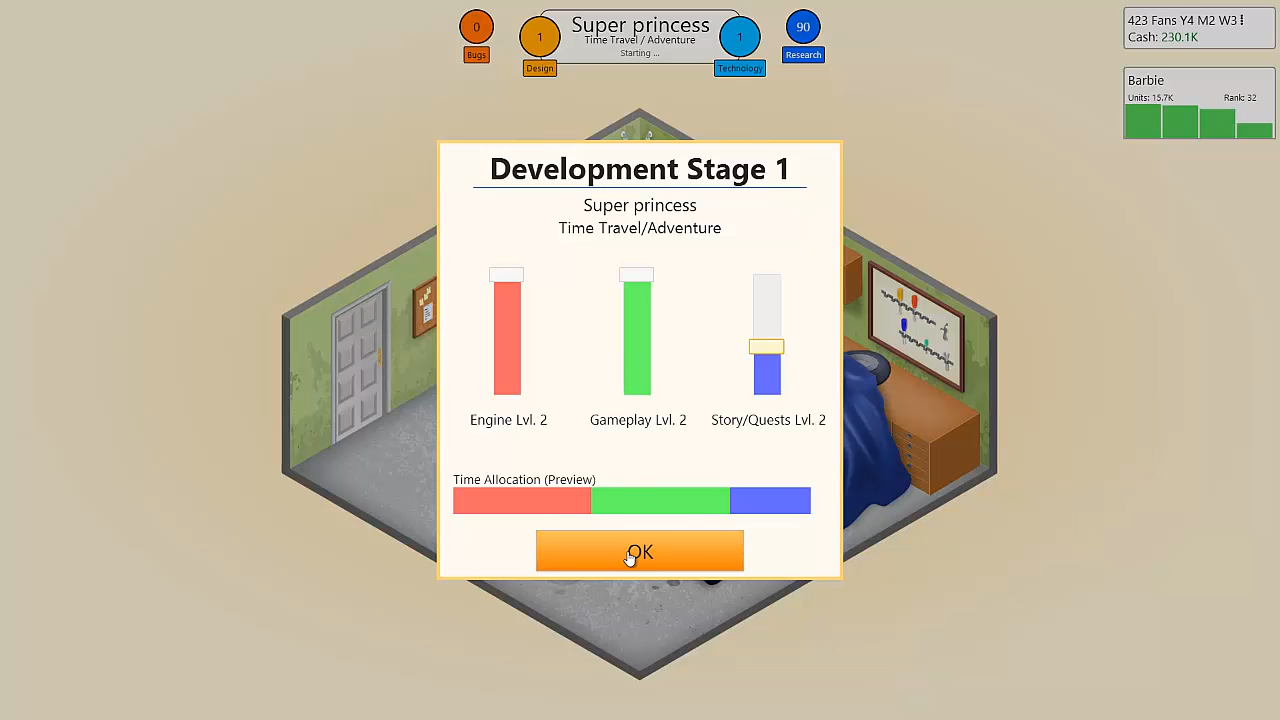 0
Bugs
1
Design
Super princess
Time Travel / Adventure
Starting ...
1
Technology
90
Research
423 Fans Y4 M2 W3
Cash: 230.1K
Barbie
Units: 15.7K Rank: 32
Development Stage 1
Super princess
Time Travel/Adventure
Engine Lvl. 2 Gameplay Lvl. 2 Story/Quests Lvl. 2
Time Allocation (Preview)
OK